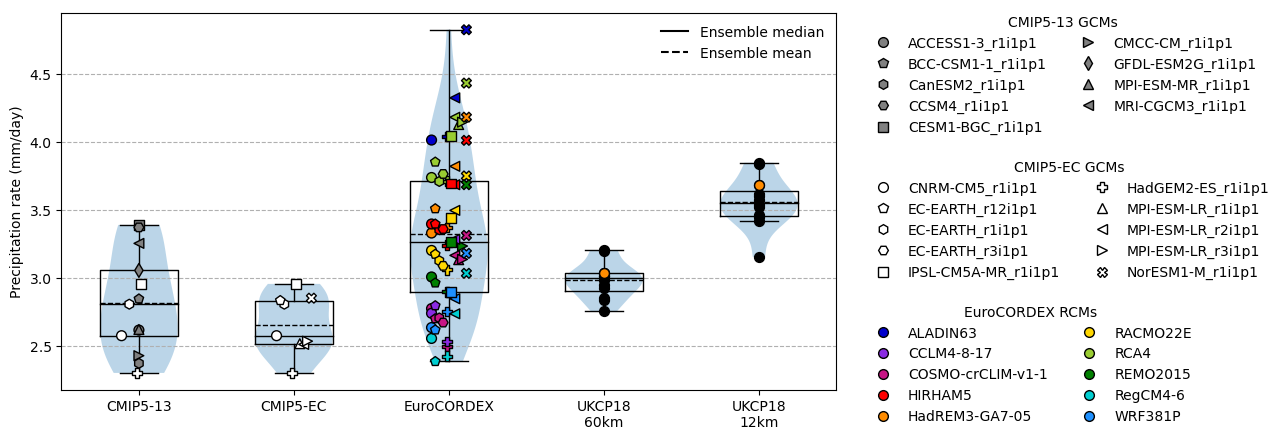 Precipitation rate (mm/day)
4.5
4.0
3.5
3.0
2.5
Ensemble median
Ensemble mean
CMIP5-13
CMIP5-EC
EuroCORDEX
UKCP18
60km
UKCP18
12km
CMIP5-13 GCMs
ACCESS1-3_r1i1p1
BCC-CSM1-1_r1i1p1
CanESM2_r1i1p1
CCSM4_r1i1p1
CESM1-BGC_r1i1p1
CMCC-CM_r1i1p1
GFDL-ESM2G_r1i1p1
MPI-ESM-MR_r1i1p1
MRI-CGCM3_r1i1p1
CMIP5-EC GCMs
CNRM-CM5_r1i1p1
EC-EARTH_r12i1p1
EC-EARTH_r1i1p1
EC-EARTH_r3i1p1
IPSL-CM5A-MR_r1i1p1
HadGEM2-ES_r1i1p1
MPI-ESM-LR_r1i1p1
MPI-ESM-LR_r2i1p1
MPI-ESM-LR_r3i1p1
NorESM1-M_r1i1p1
EuroCORDEX RCMs
ALADIN63
CCLM4-8-17
COSMO-crCLIM-v1-1
HIRHAM5
HadREM3-GA7-05
RACMO22E
RCA4
REMO2015
RegCM4-6
WRF381P